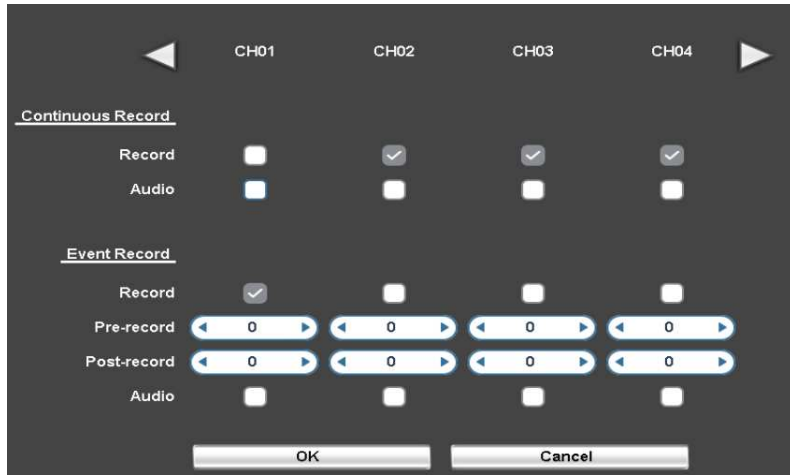 CH01 CH02 CH03 CH04
Continuous Record
Record
Audio
Event Record
Record
Pre-record 0 0 0 0
Post-record 0 0 0 0
Audio
OK Cancel